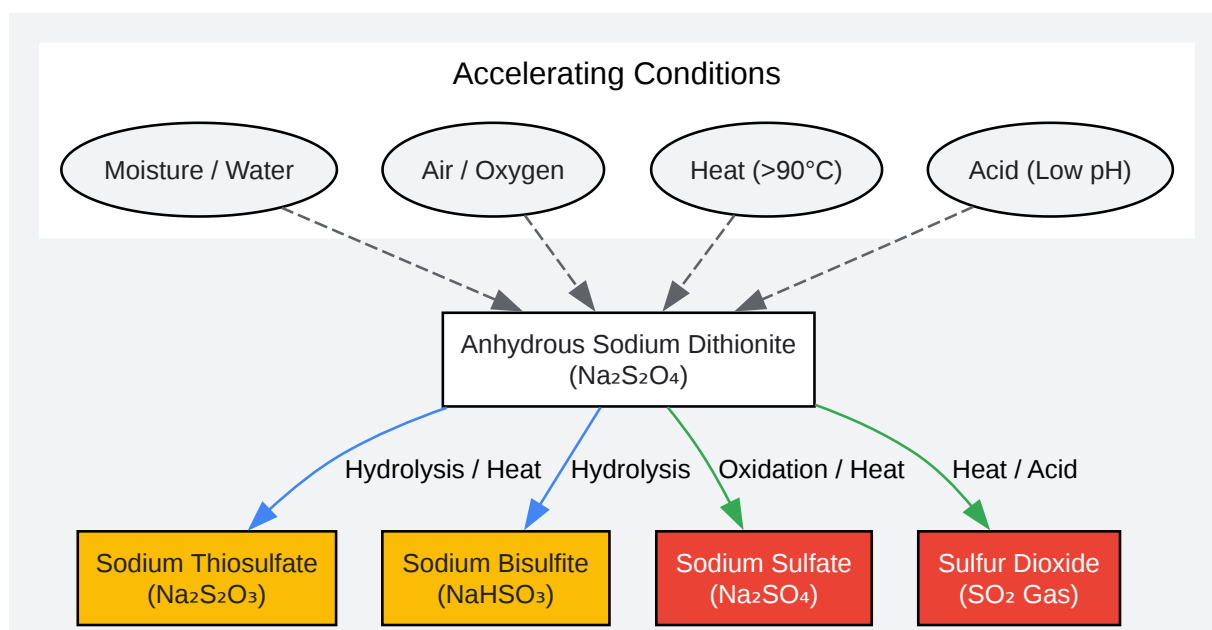 Accelerating Conditions
Moisture / Water
Air / Oxygen
Heat (>90°C)
Acid (Low pH)
Anhydrous Sodium Dithionite
(Na₂S₂O₄)
Hydrolysis / Heat
Hydrolysis
Oxidation / Heat
Heat / Acid
Sodium Thiosulfate
(Na₂S₂O₃)
Sodium Bisulfite
(NaHSO₃)
Sodium Sulfate
(Na₂SO₄)
Sulfur Dioxide
(SO₂ Gas)